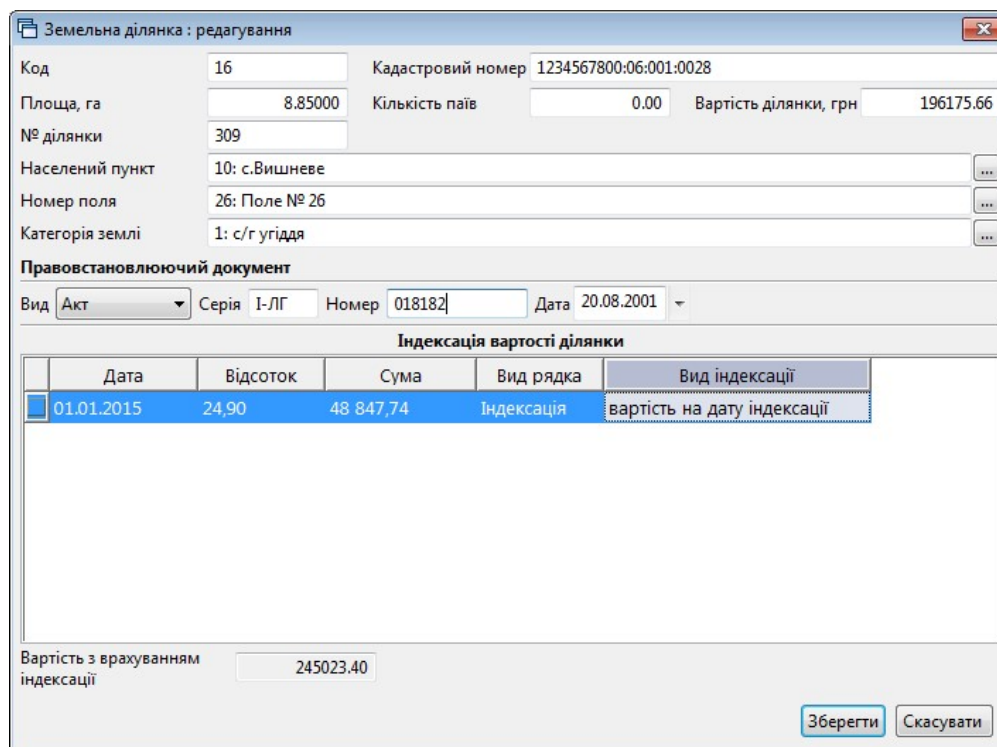 Земельна ділянка : редагування
Код 16 Кадастровий номер 1234567800:06:001:0028
Площа, га 8.85000 Кількість паїв 0.00 Вартість ділянки, грн 196175.66
№ ділянки 309
Населений пункт 10: с.Вишневе ...
Номер поля 26: Поле № 26 ...
Категорія землі 1: с/г угіддя ...
Правовстановлюючий документ
Вид Акт Серія І-ЛГ Номер 018182 Дата 20.08.2001
Індексація вартості ділянки
Дата Відсоток Сума Вид рядка Вид індексації
01.01.2015 24,90 48 847,74 Індексація вартість на дату індексації
Вартість з врахуванням
індексації 245023.40
Зберегти Скасувати